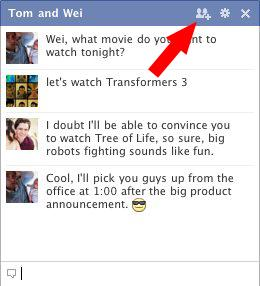 Tom and Wei
Wei, what movie do you want to
watch tonight?
let's watch Transformers 3
I doubt I'll be able to convince you
to watch Tree of Life, so sure, big
robots fighting sounds like fun.
Cool, I'll pick you guys up from the
office at 1:00 after the big product
announcement.